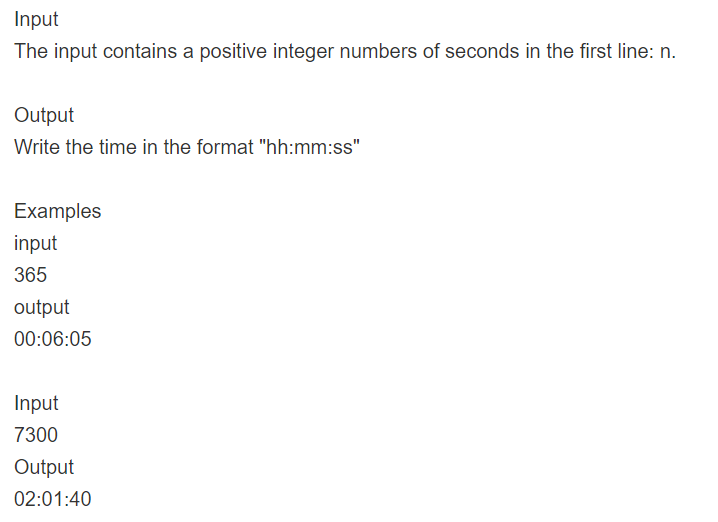 Input
The input contains a positive integer numbers of seconds in the first line: n.
Output
Write the time in the format "hh:mm:ss"
Examples
input
365
output
00:06:05
Input
7300
Output
02:01:40